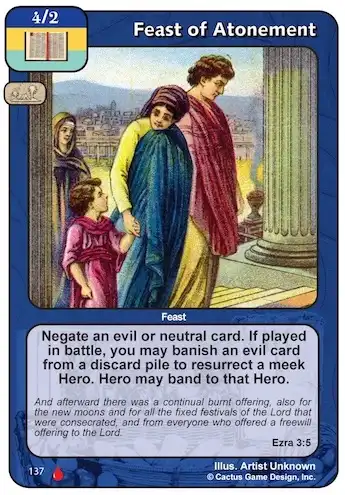 4/2
Feast of Atonement
Feast
Negate an evil or neutral card. If played
in battle, you may banish an evil card
from a discard pile to resurrect a meek
Hero. Hero may band to that Hero.
And afterward there was a continual burnt offering, also for
the new moons and for all the fixed festivals of the Lord that
were consecrated, and from everyone who offered a freewill
offering to the Lord.
Ezra 3:5
Illus. Artist Unknown
137
© Cactus Game Design, Inc.